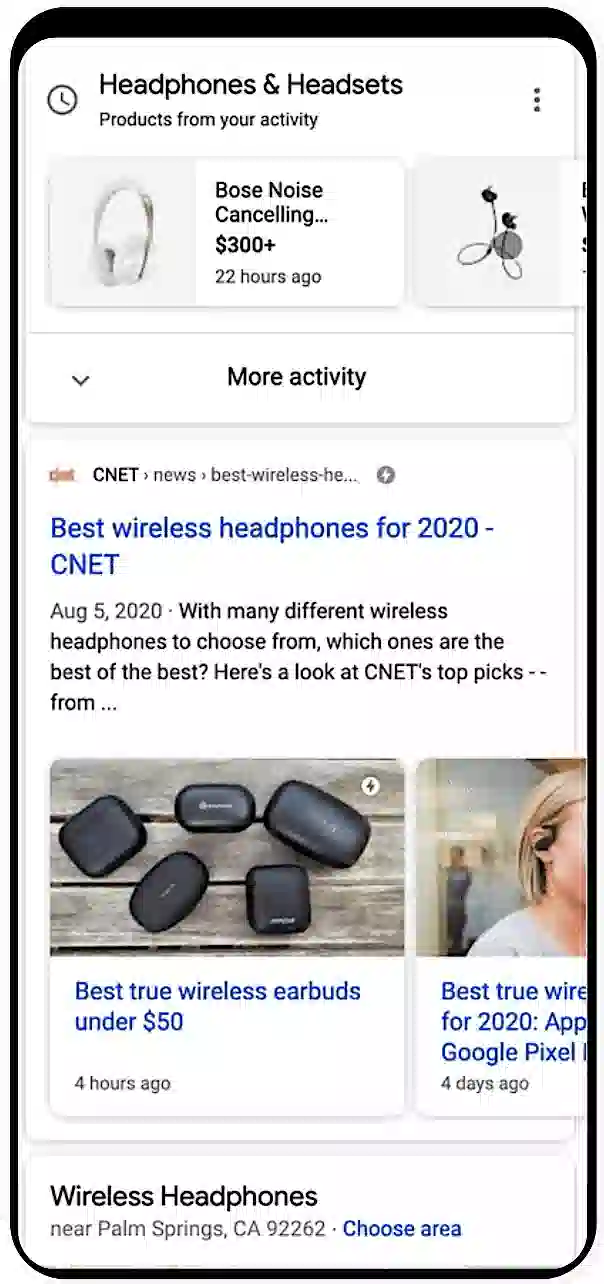 Headphones & Headsets
Products from your activity
Bose Noise
Cancelling...
$300+
22 hours ago
More activity
cnet CNET › news › best-wireless-he...
Best wireless headphones for 2020 -
CNET
Aug 5, 2020 · With many different wireless
headphones to choose from, which ones are the
best of the best? Here's a look at CNET's top picks - -
from ...
Best true wireless earbuds
under $50
4 hours ago
Best true wire
for 2020: App
Google Pixel
4 days ago
Wireless Headphones
near Palm Springs, CA 92262 · Choose area